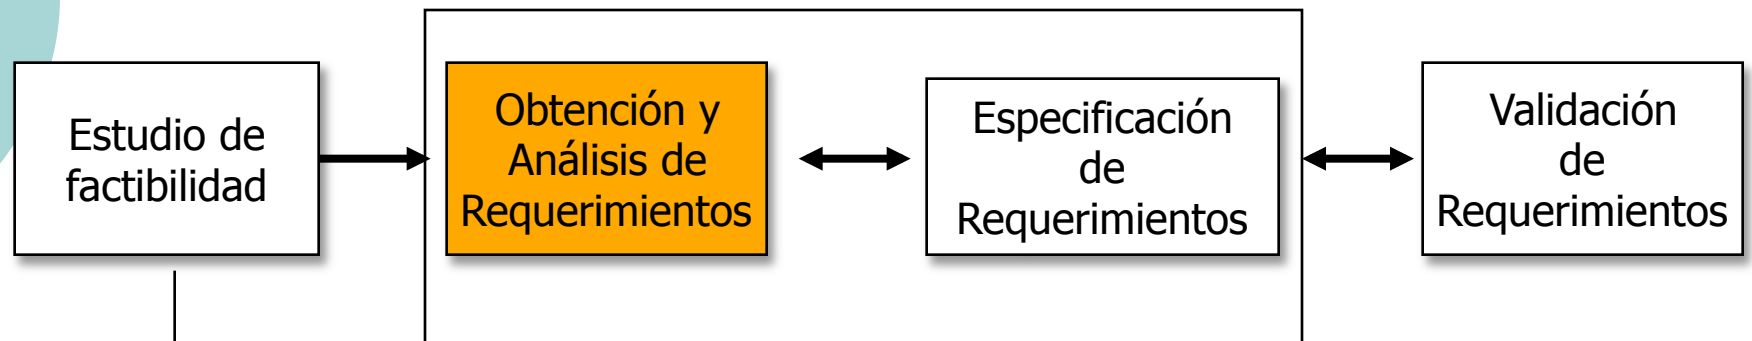 Estudio de
factibilidad
Obtención y
Análisis de
Requerimientos
Especificación
de
Requerimientos
Validación
de
Requerimientos